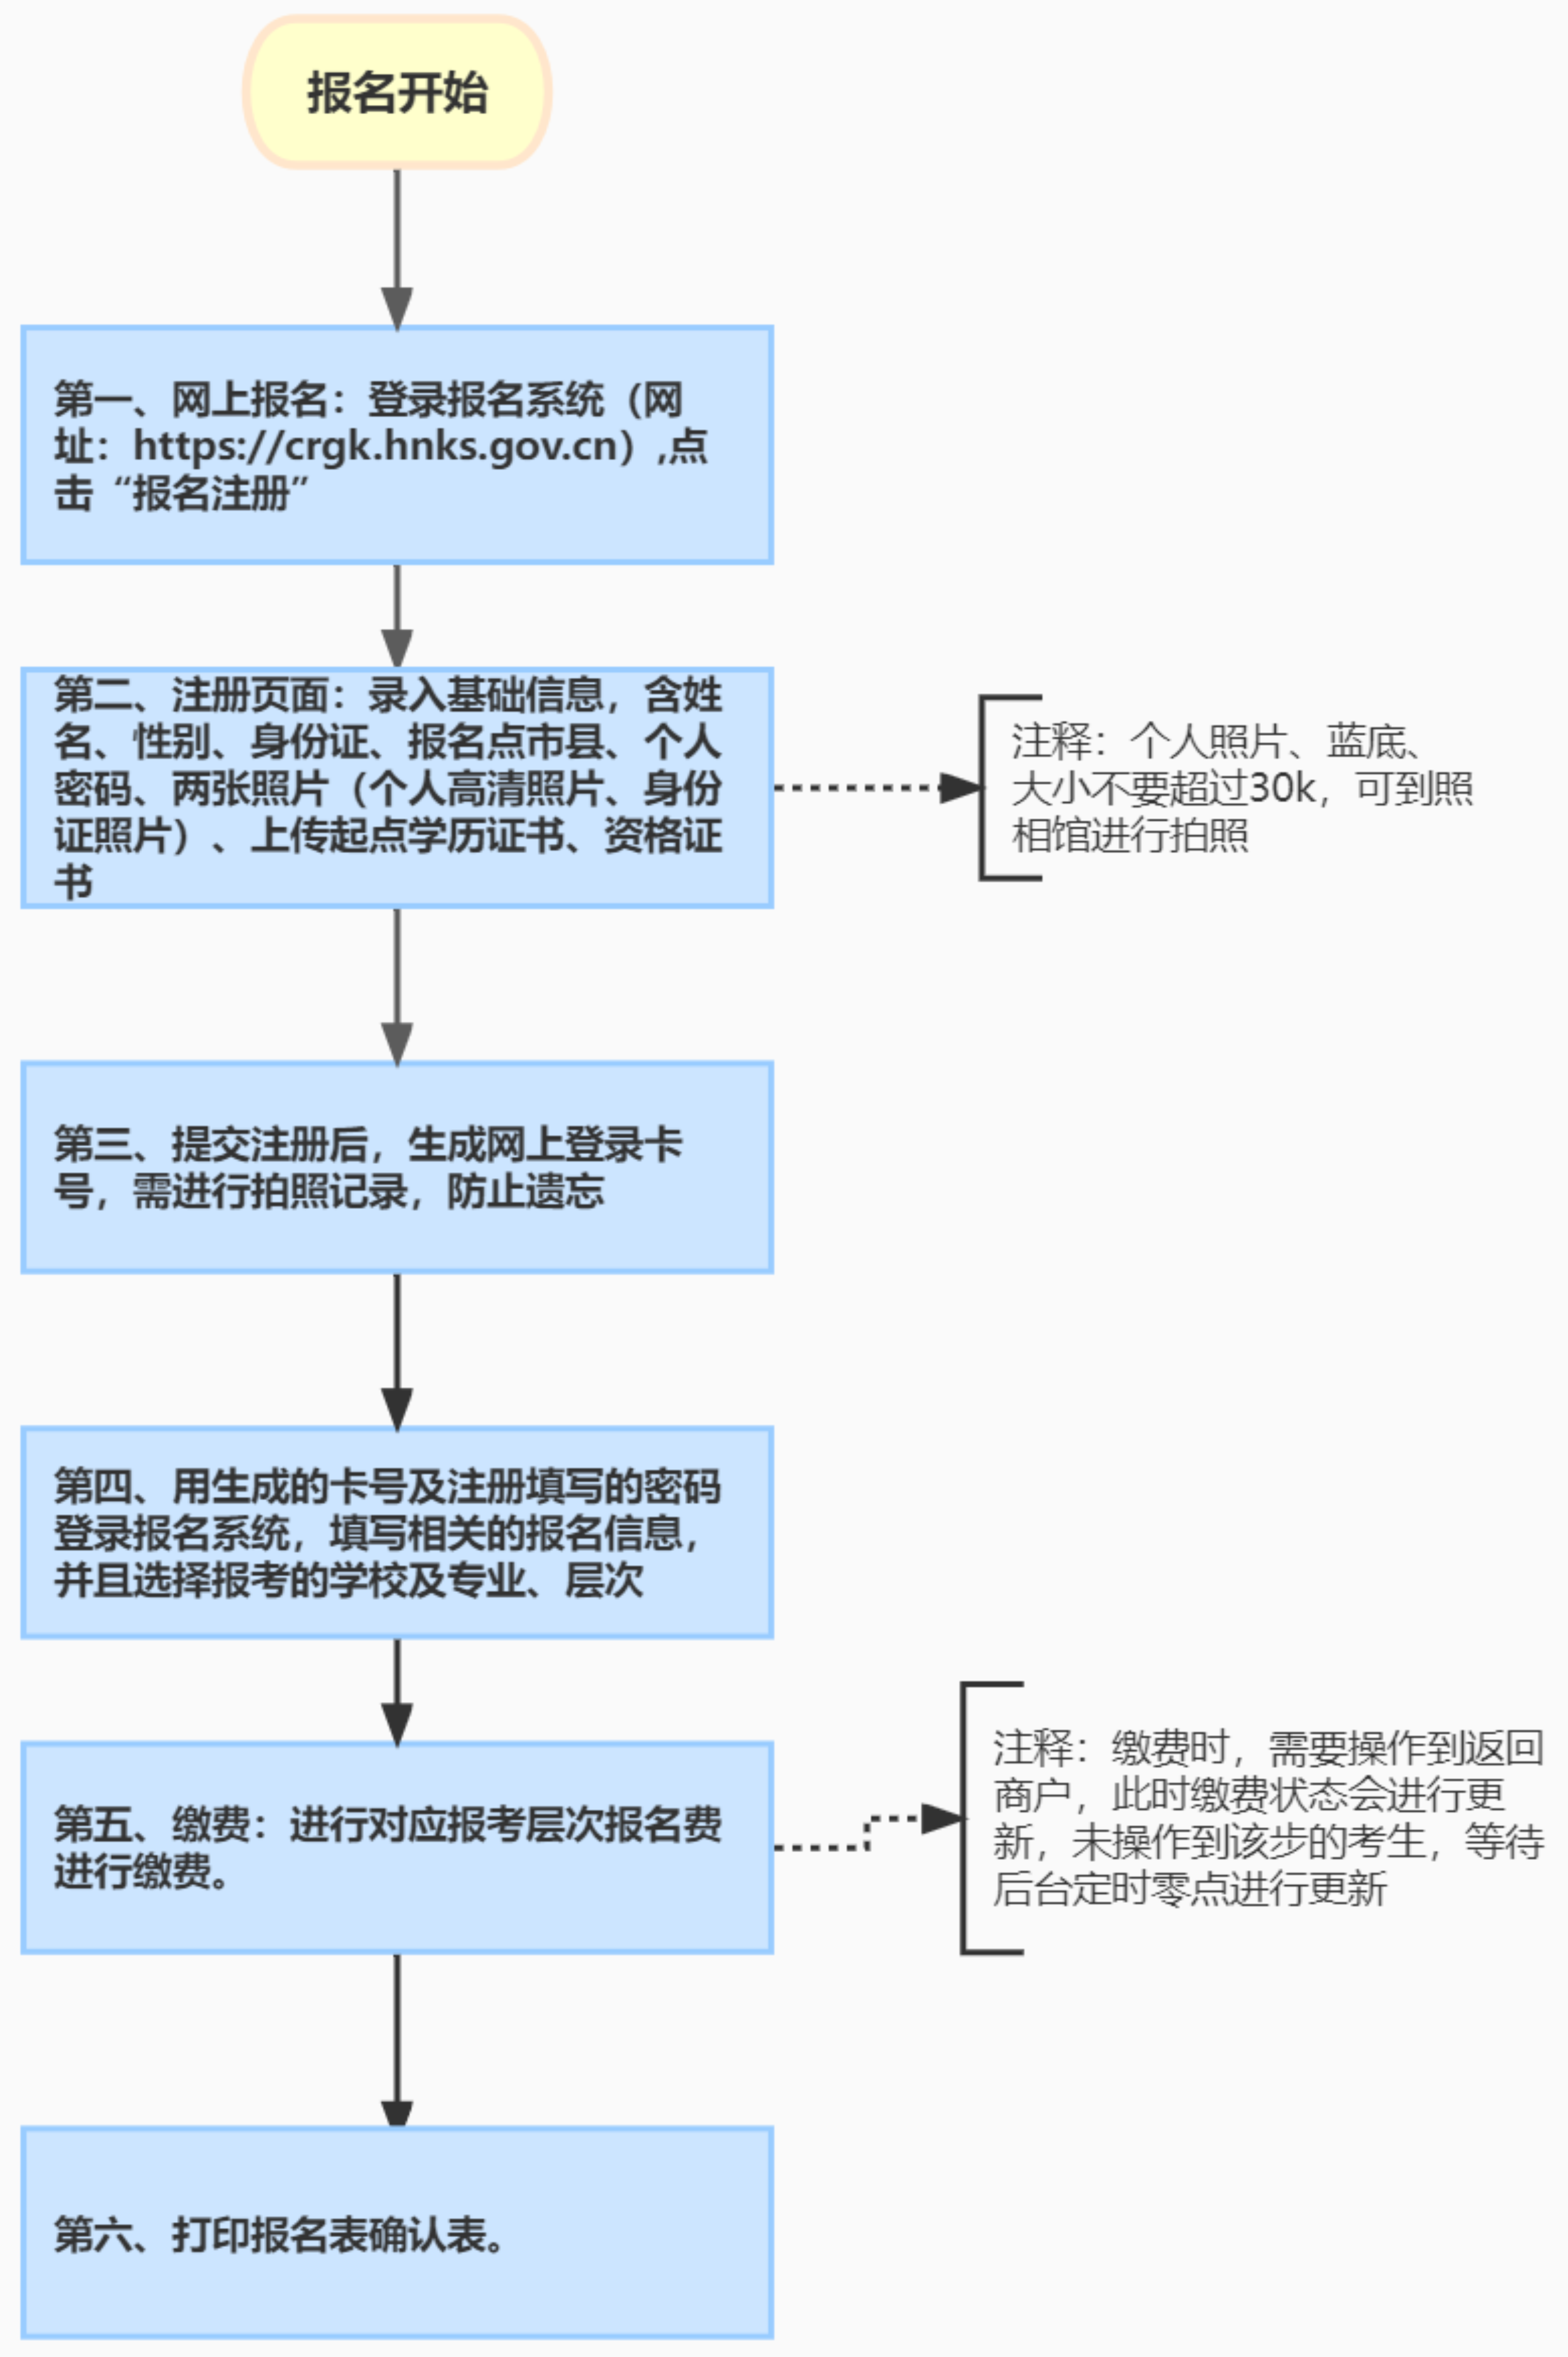 报名开始
第一、网上报名：登录报名系统（网
址：https://crgk.hnks.gov.cn）,点
击“报名注册”
第二、注册页面：录入基础信息，含姓
名、性别、身份证、报名点市县、个人
密码、两张照片（个人高清照片、身份
证照片）、上传起点学历证书、资格证
书
注释：个人照片、蓝底、
大小不要超过30k，可到照
相馆进行拍照
第三、提交注册后，生成网上登录卡
号，需进行拍照记录，防止遗忘
第四、用生成的卡号及注册填写的密码
登录报名系统，填写相关的报名信息，
并且选择报考的学校及专业、层次
第五、缴费：进行对应报考层次报名费
进行缴费。
注释：缴费时，需要操作到返回
商户，此时缴费状态会进行更
新，未操作到该步的考生，等待
后台定时零点进行更新
第六、打印报名表确认表。